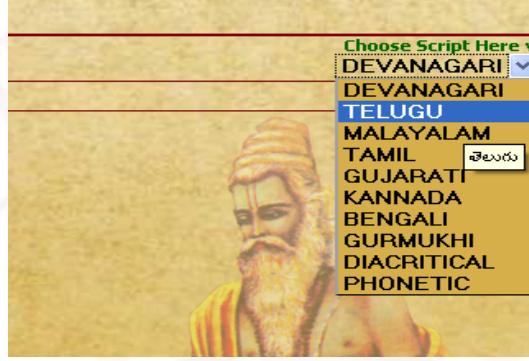 Choose Script Here
DEVANAGARI
DEVANAGARI
TELUGU
MALAYALAM
TAMIL
తెలుగు
GUJARATI
KANNADA
BENGALI
GURMUKHI
DIACRITICAL
PHONETIC